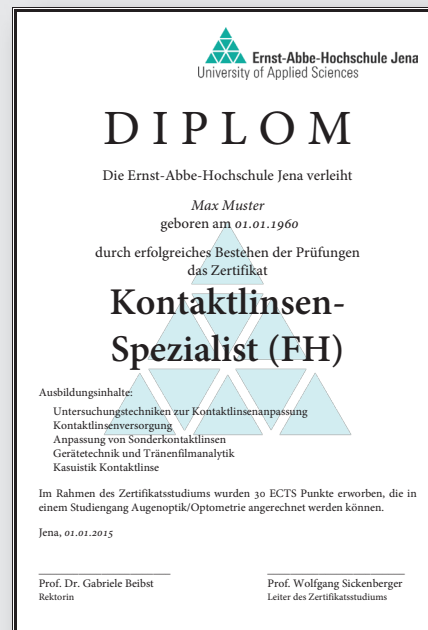 Ernst-Abbe-Hochschule Jena
University of Applied Sciences
DIPLOM
Die Ernst-Abbe-Hochschule Jena verleiht
Max Muster
geboren am 01.01.1960
durch erfolgreiches Bestehen der Prüfungen
das Zertifikat
Kontaktlinsen-
Spezialist (FH)
Ausbildungsinhalte:
Untersuchungstechniken zur Kontaktlinsenanpassung
Kontaktlinsenversorgung
Anpassung von Sonderkontaktlinsen
Gerätetechnik und Tränenfilmanalytik
Kasuistik Kontaktlinse
Im Rahmen des Zertifikatsstudiums wurden 30 ECTS Punkte erworben, die in
einem Studiengang Augenoptik/Optometrie angerechnet werden können.
Jena, 01.01.2015
Prof. Dr. Gabriele Beibst
Rektorin
Prof. Wolfgang Sickenberger
Leiter des Zertifikatsstudiums